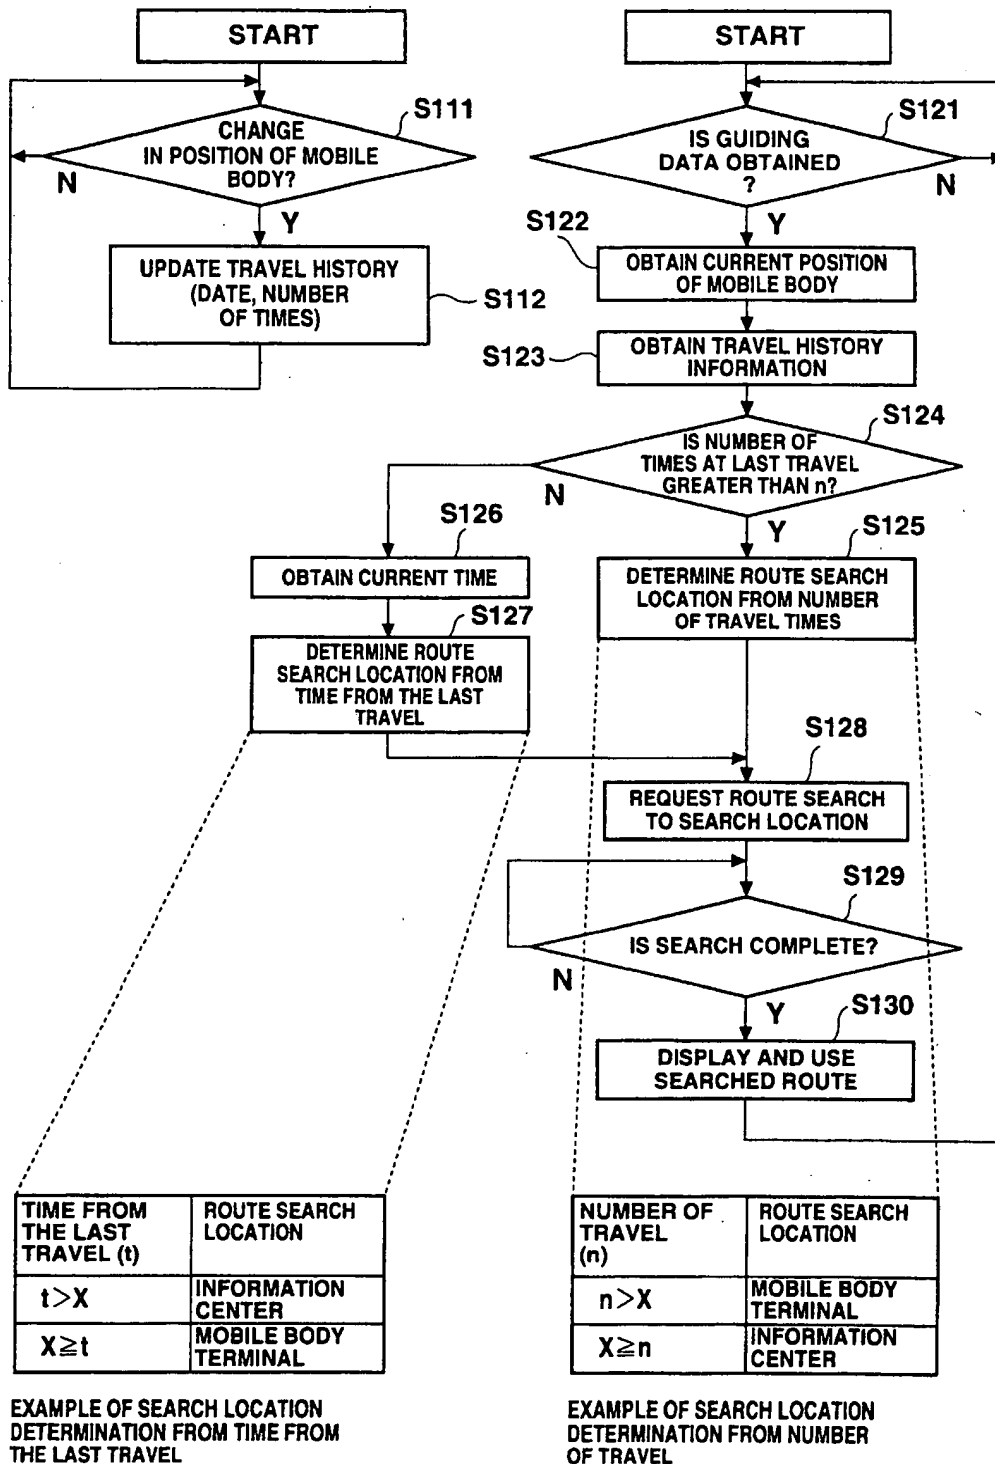 START
S111
CHANGE
IN POSITION OF MOBILE
BODY?
N
Y
UPDATE TRAVEL HISTORY
(DATE, NUMBER
OF TIMES)
S112
START
S121
IS GUIDING
DATA OBTAINED
?
N
Y
S122
OBTAIN CURRENT POSITION
OF MOBILE BODY
S123
OBTAIN TRAVEL HISTORY
INFORMATION
S124
IS NUMBER OF
TIMES AT LAST TRAVEL
GREATER THAN n?
N
Y
S126
OBTAIN CURRENT TIME
S127
DETERMINE ROUTE
SEARCH LOCATION FROM
TIME FROM THE LAST
TRAVEL
S125
DETERMINE ROUTE SEARCH
LOCATION FROM NUMBER
OF TRAVEL TIMES
S128
REQUEST ROUTE SEARCH
TO SEARCH LOCATION
S129
IS SEARCH COMPLETE?
N
Y
S130
DISPLAY AND USE
SEARCHED ROUTE
TIME FROM
THE LAST
TRAVEL (t)
ROUTE SEARCH
LOCATION
t>X
INFORMATION
CENTER
X≧t
MOBILE BODY
TERMINAL
EXAMPLE OF SEARCH LOCATION
DETERMINATION FROM TIME FROM
THE LAST TRAVEL
NUMBER OF
TRAVEL
(n)
ROUTE SEARCH
LOCATION
n>X
MOBILE BODY
TERMINAL
X≧n
INFORMATION
CENTER
EXAMPLE OF SEARCH LOCATION
DETERMINATION FROM NUMBER
OF TRAVEL